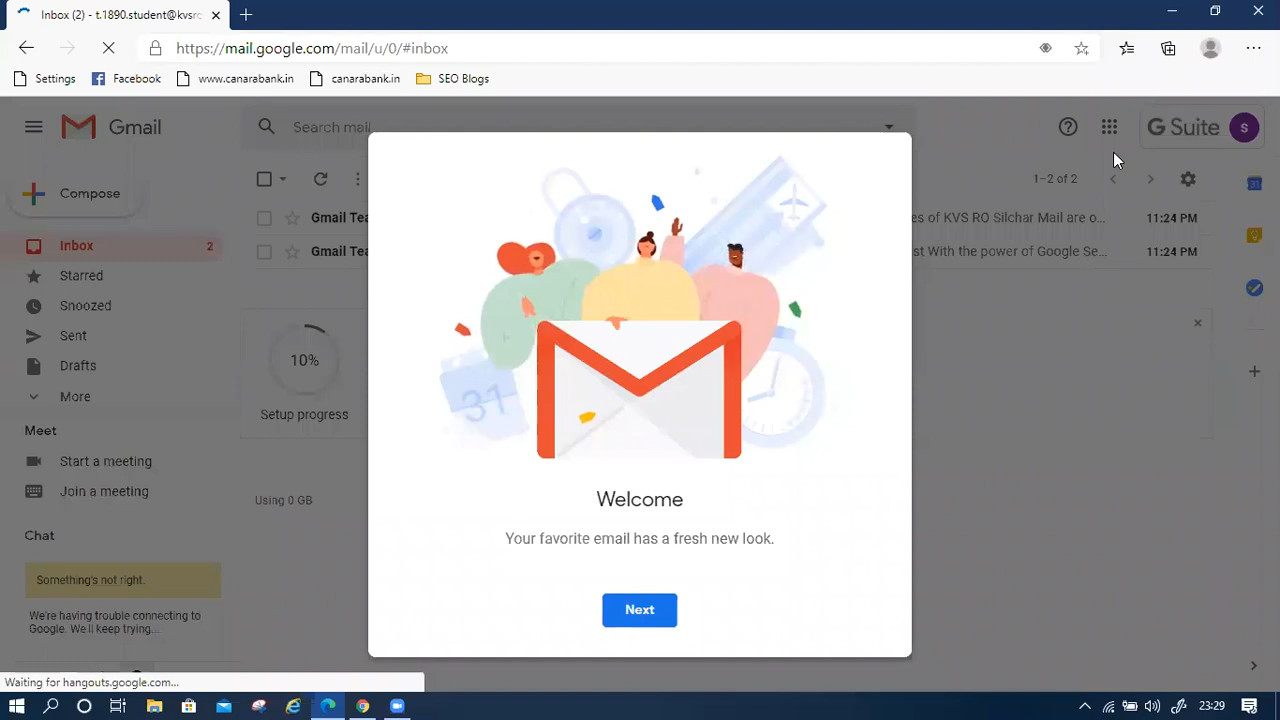 Inbox (2) - t.1890.student@kvsrc
https://mail.google.com/mail/u/0/#inbox
Settings Facebook www.canarabank.in canarabank.in SEO Blogs
Gmail Search mail G Suite s
Compose 1–2 of 2
Gmail Tea es of KVS RO Silchar Mail are o... 11:24 PM
Inbox 2
Gmail Tea st With the power of Google Se... 11:24 PM
Starred
Snoozed
Sent
Drafts
More
10%
Setup progress
31
Meet
Start a meeting
Join a meeting
Using 0 GB
Welcome
Your favorite email has a fresh new look.
Next
Chat
Something's not right.
We're having trouble connecting to
Google. We'll keep trying...
Waiting for hangouts.google.com...
23:29